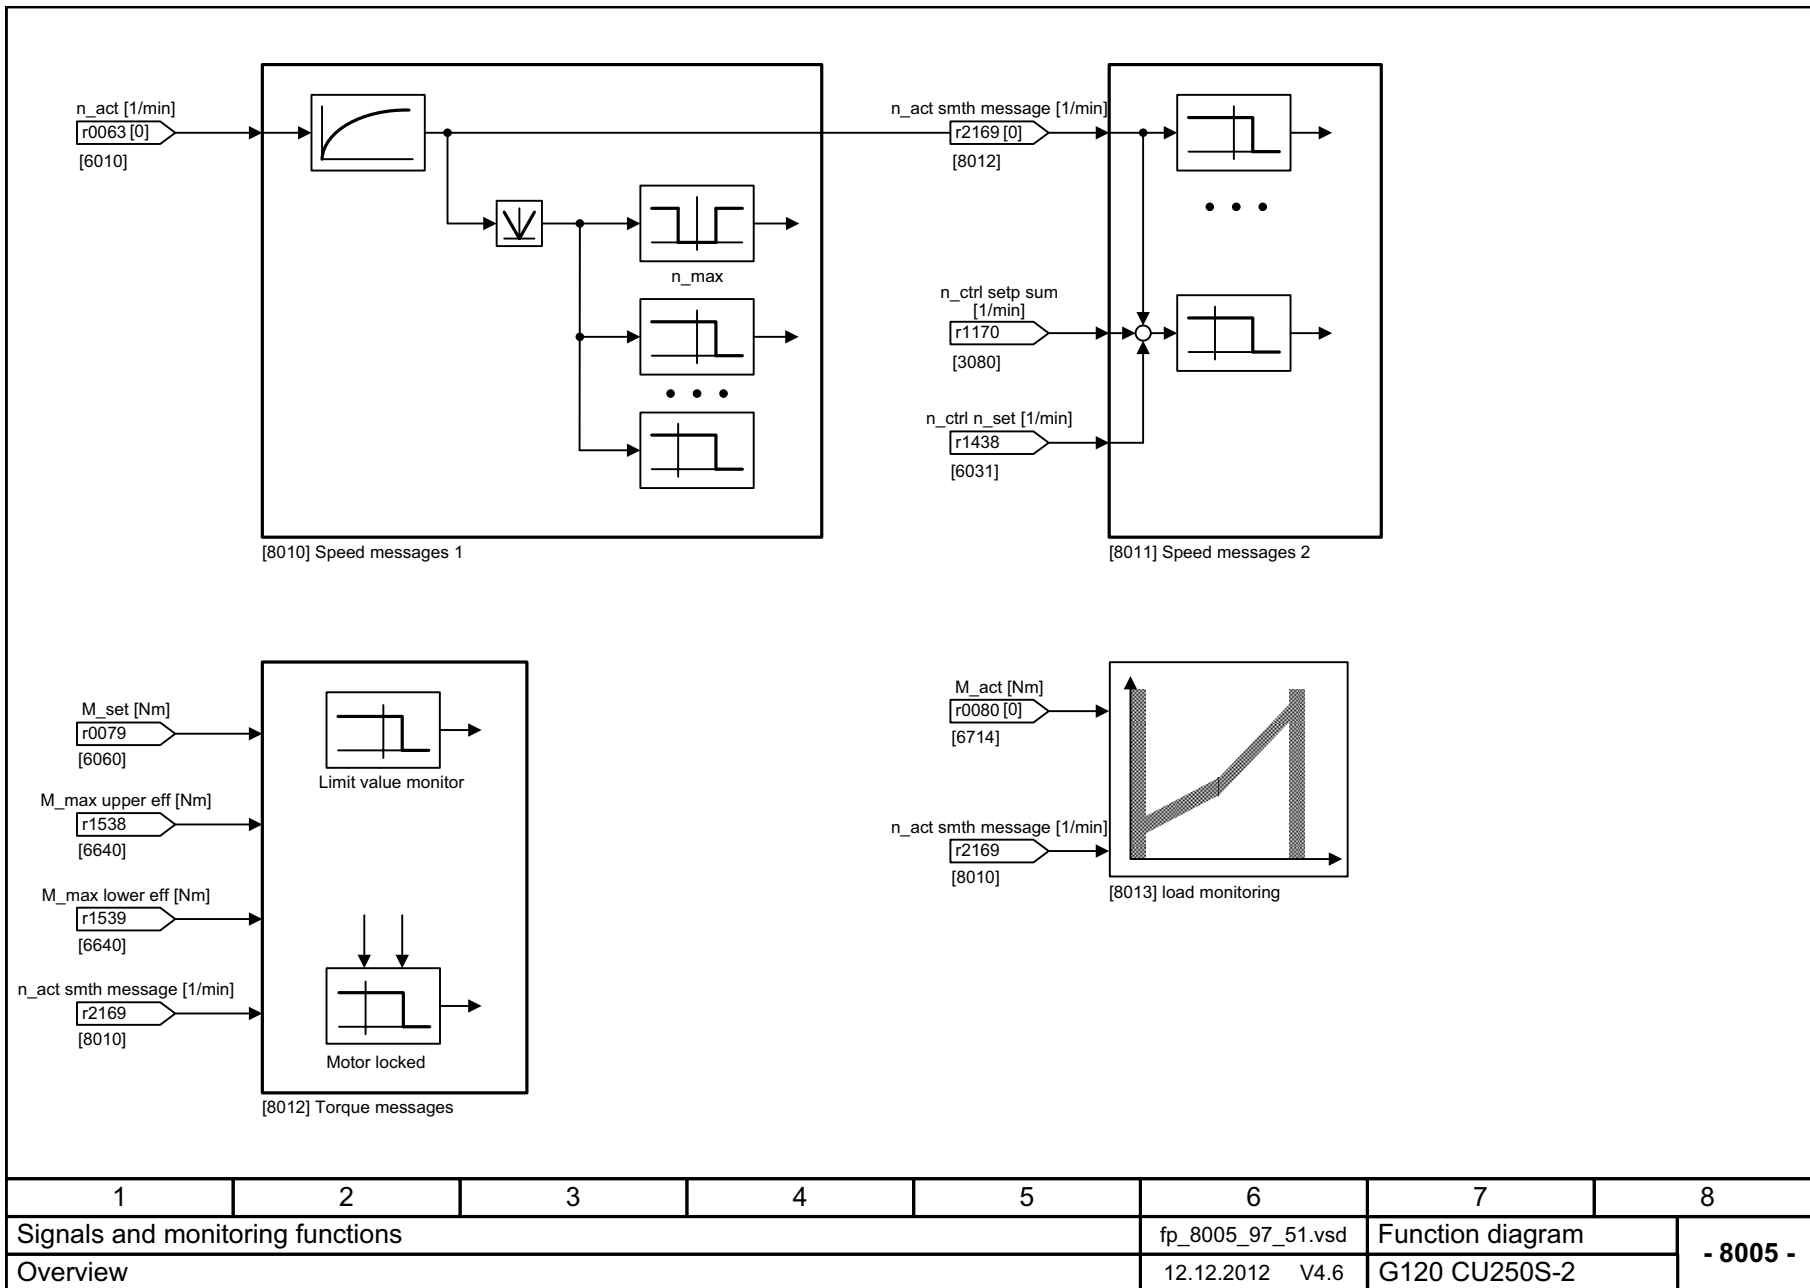 n_act [1/min]
r0063 [0]
[6010]
n_max
[8010] Speed messages 1
n_act smth message [1/min]
r2169 [0]
[8012]
n_ctrl setp sum
[1/min]
r1170
[3080]
n_ctrl n_set [1/min]
r1438
[6031]
[8011] Speed messages 2
M_set [Nm]
r0079
[6060]
M_max upper eff [Nm]
r1538
[6640]
M_max lower eff [Nm]
r1539
[6640]
n_act smth message [1/min]
r2169
[8010]
Limit value monitor
Motor locked
[8012] Torque messages
M_act [Nm]
r0080 [0]
[6714]
n_act smth message [1/min]
r2169
[8010]
[8013] load monitoring
1 2 3 4 5 6 7 8
Signals and monitoring functions
fp_8005_97_51.vsd
Function diagram
- 8005 -
Overview
12.12.2012 V4.6
G120 CU250S-2